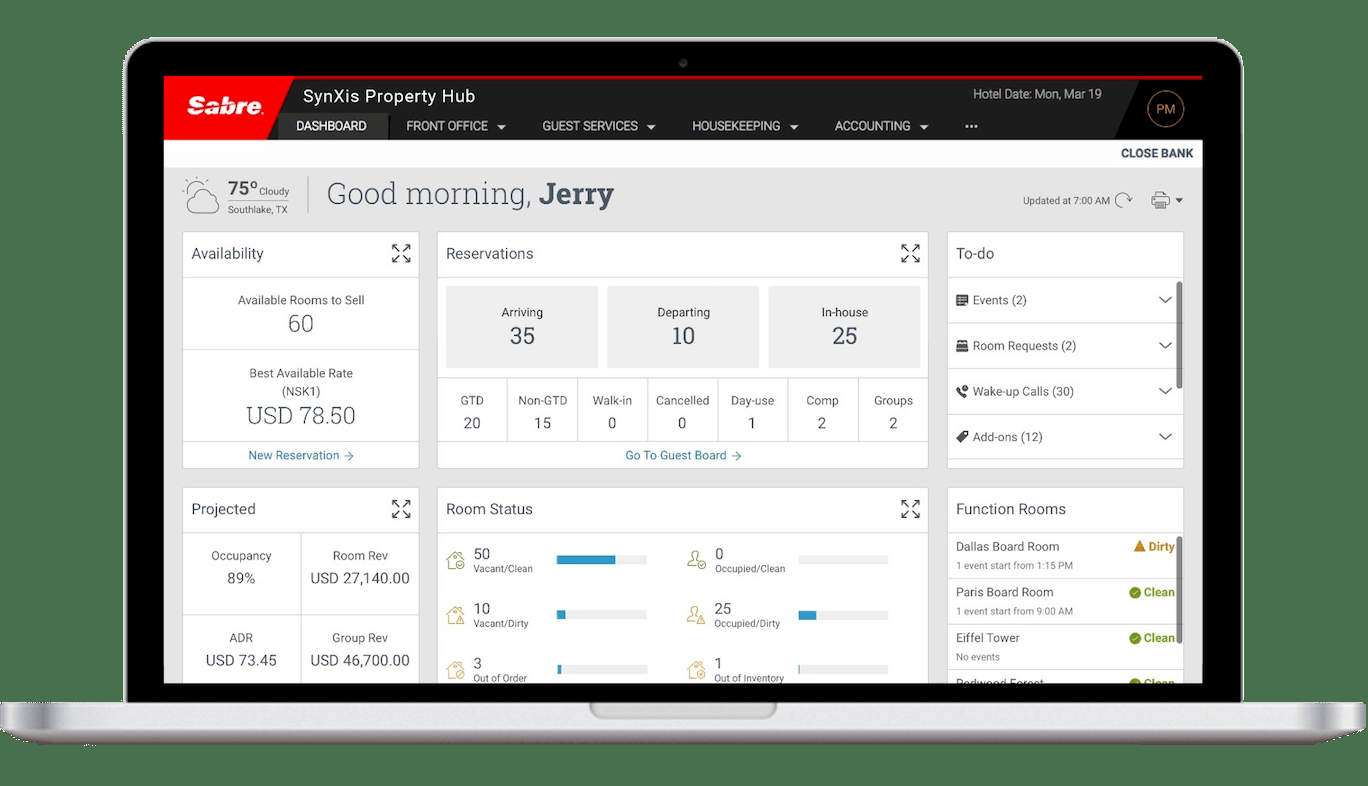 Sabre.
SynXis Property Hub
Hotel Date: Mon, Mar 19
PM
DASHBOARD
FRONT OFFICE
GUEST SERVICES
HOUSEKEEPING
ACCOUNTING
CLOSE BANK
75° Cloudy
Southlake, TX
Good morning, Jerry
Updated at 7:00 AM
Availability
Available Rooms to Sell
60
Best Available Rate
(NSK1)
USD 78.50
New Reservation →
Reservations
Arriving
35
Departing
10
In-house
25
GTD
20
Non-GTD
15
Walk-in
0
Cancelled
0
Day-use
1
Comp
2
Groups
2
Go To Guest Board →
To-do
Events (2)
Room Requests (2)
Wake-up Calls (30)
Add-ons (12)
Projected
Occupancy
89%
Room Rev
USD 27,140.00
ADR
USD 73.45
Group Rev
USD 46,700.00
Room Status
50
Vacant/Clean
0
Occupied/Clean
10
Vacant/Dirty
25
Occupied/Dirty
3
Out of Order
1
Out of Inventory
Function Rooms
Dallas Board Room
Dirty
1 event start from 1:15 PM
Paris Board Room
Clean
1 event start from 9:00 AM
Eiffel Tower
Clean
No events
Redwood Forest
Clean